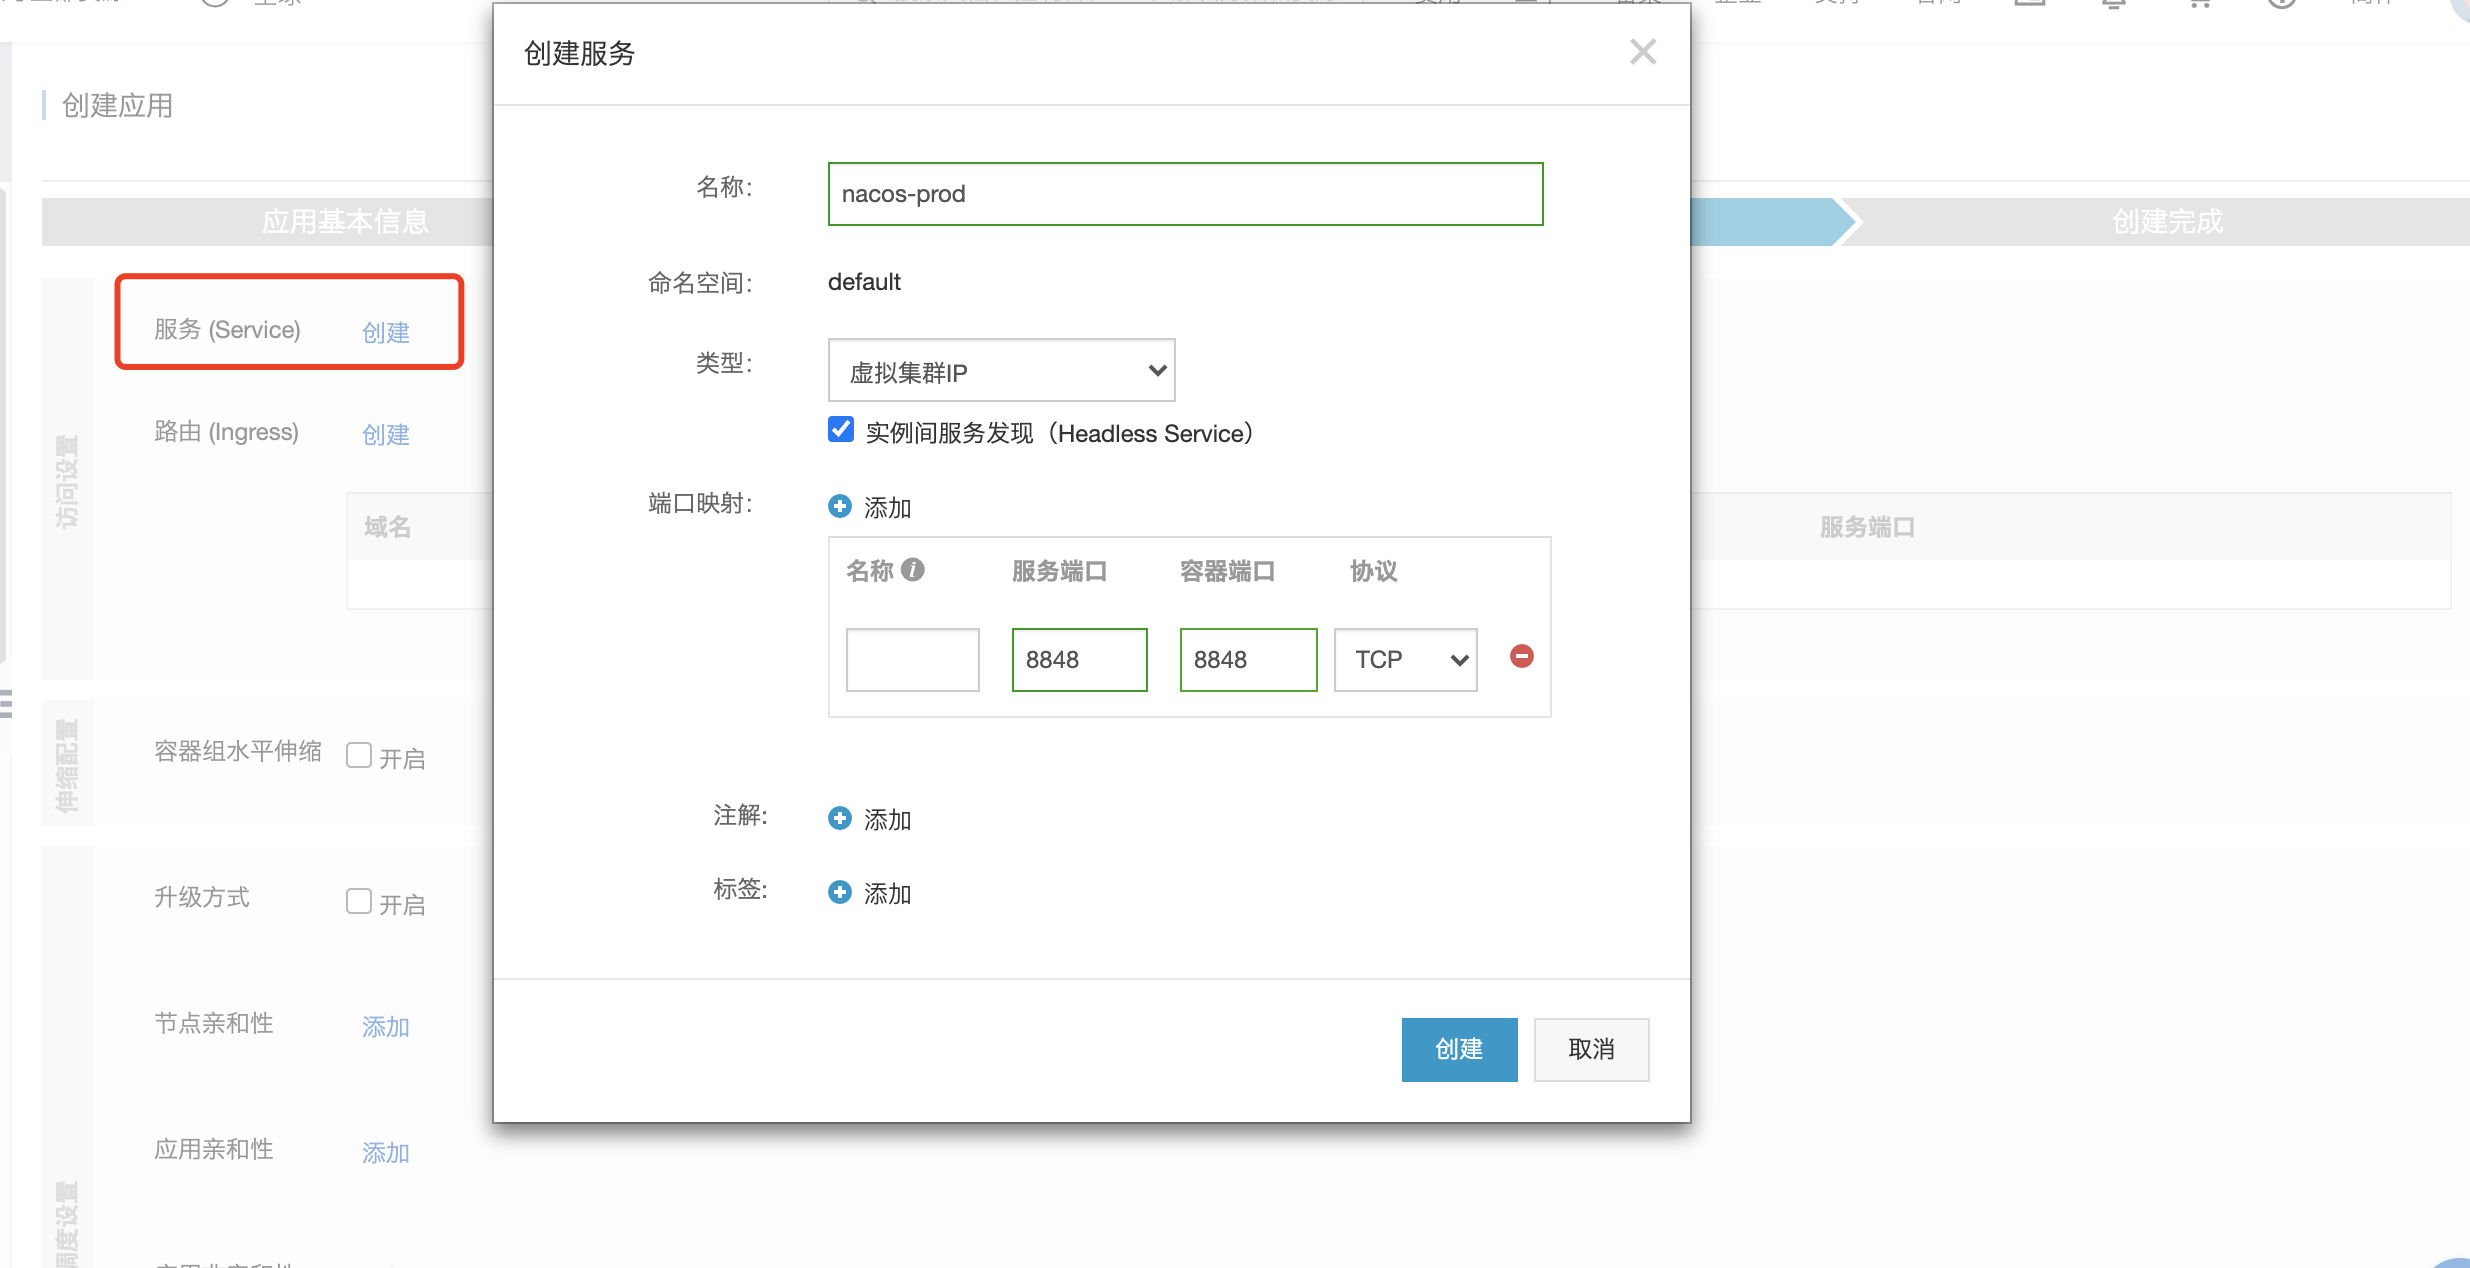 创建服务
创建应用
名称:
nacos-prod
应用基本信息
创建完成
命名空间:
default
服务 (Service)
创建
类型:
虚拟集群IP
实例间服务发现（Headless Service）
路由 (Ingress)
创建
访问设置
端口映射:
添加
域名
服务端口
名称
服务端口
容器端口
协议
8848
8848
TCP
伸缩配置
容器组水平伸缩
开启
注解:
添加
升级方式
开启
标签:
添加
节点亲和性
添加
创建
取消
应用亲和性
添加
调度设置